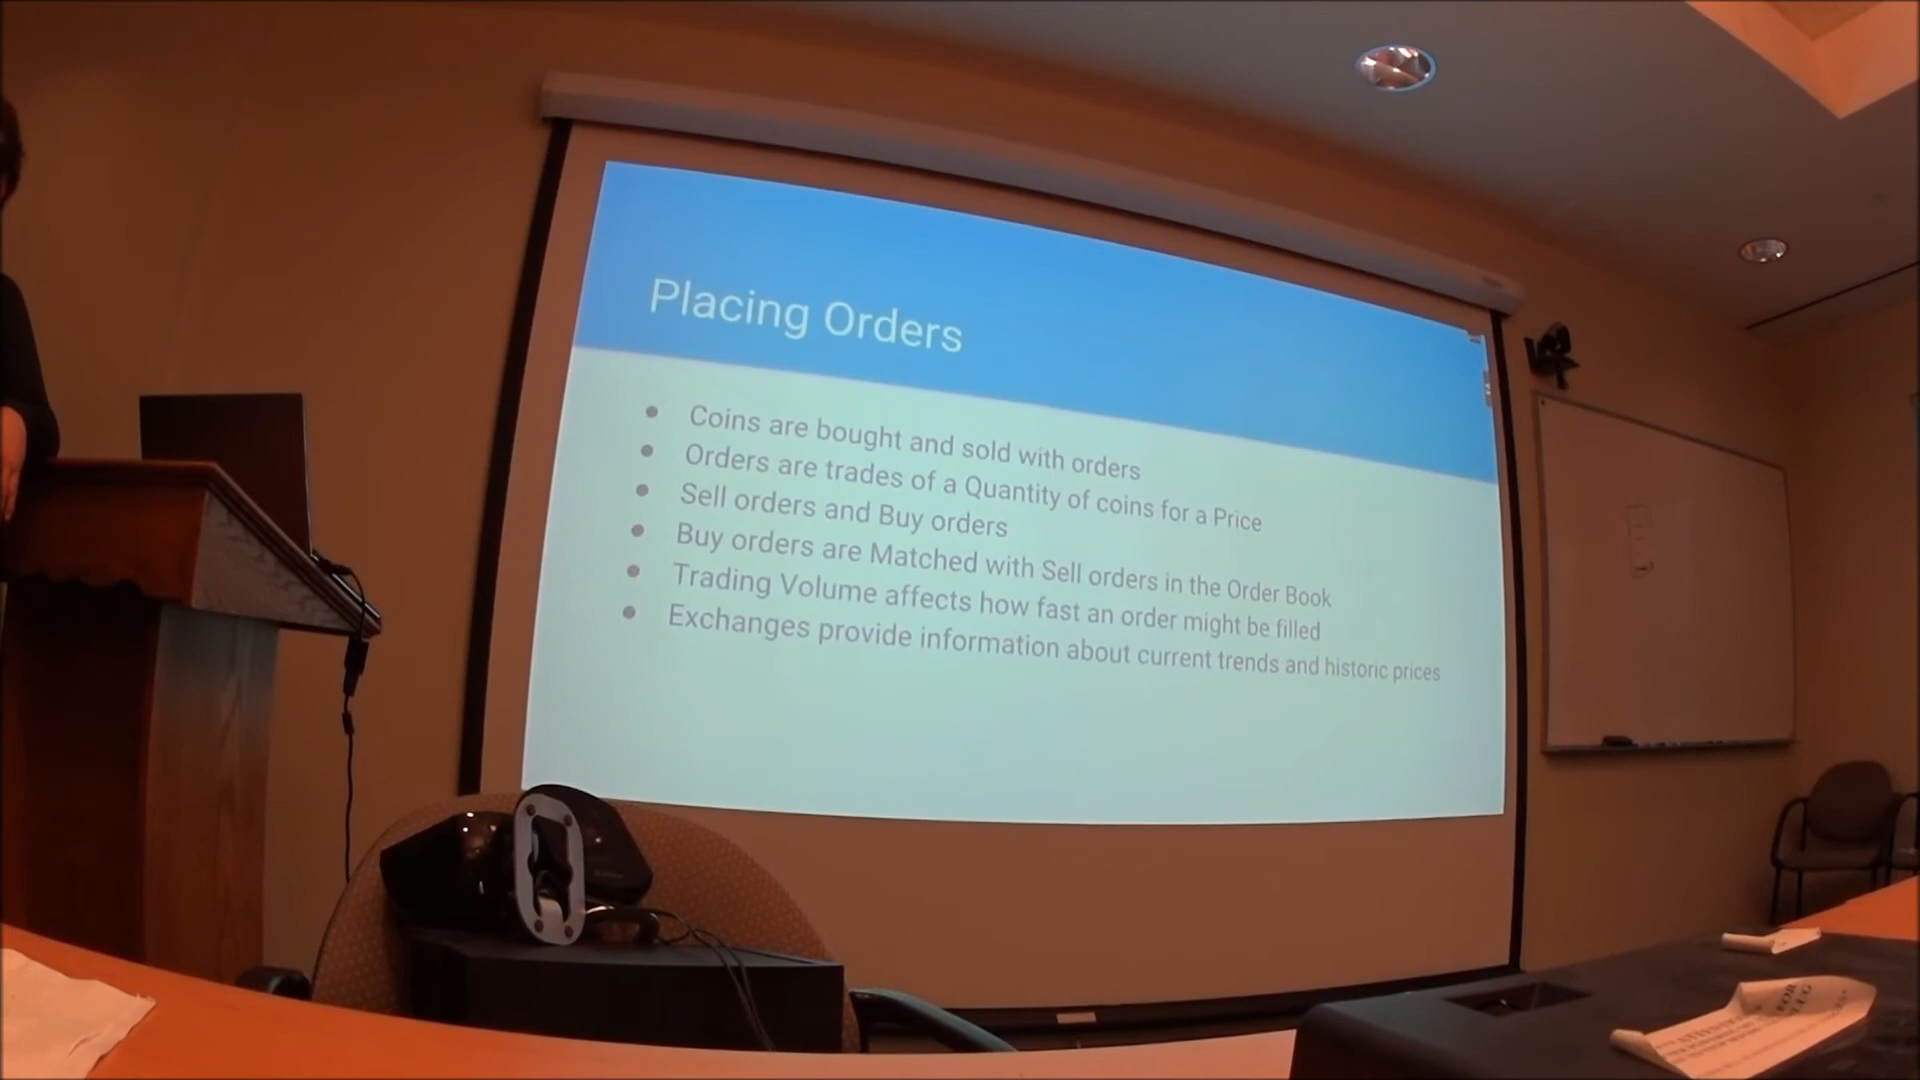 Placing Orders
● Coins are bought and sold with orders
● Orders are trades of a Quantity of coins for a Price
● Sell orders and Buy orders
● Buy orders are Matched with Sell orders in the Order Book
● Trading Volume affects how fast an order might be filled
● Exchanges provide information about current trends and historic prices